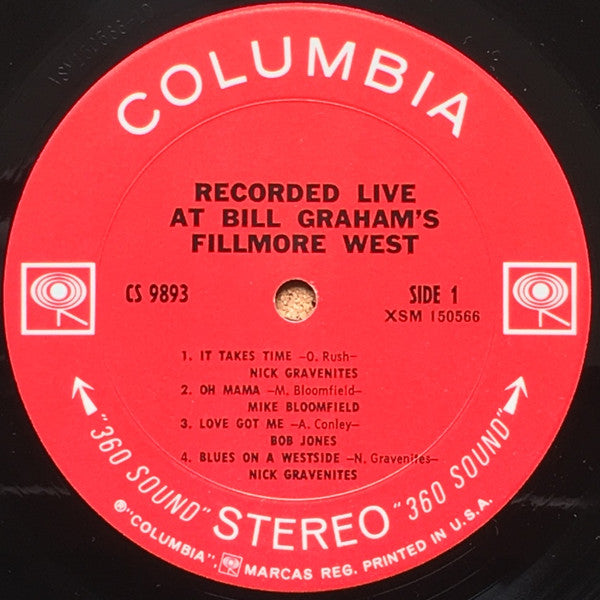 COLUMBIA
RECORDED LIVE
AT BILL GRAHAM'S
FILLMORE WEST
CS 9893
SIDE 1
XSM 150566
1. IT TAKES TIME –O. Rush–
NICK GRAVENITES
2. OH MAMA –M. Bloomfield–
MIKE BLOOMFIELD
3. LOVE GOT ME –A. Conley–
BOB JONES
4. BLUES ON A WESTSIDE –N. Gravenites–
NICK GRAVENITES
"360 SOUND" STEREO "360 SOUND"
℗ "COLUMBIA", MARCAS REG. PRINTED IN U.S.A.